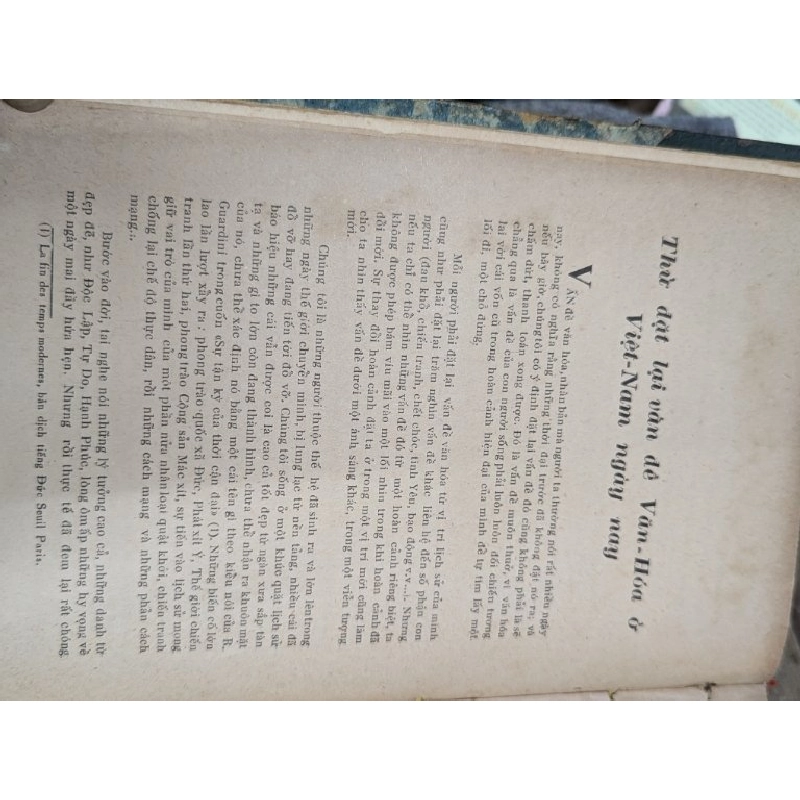 Thử đặt lại vấn đề Văn-Hóa ở
Việt-Nam ngày nay
VẤN đề văn hóa, nhân bản mà người ta thường nói rất nhiều ngày
nay, không có nghĩa rằng những thời đại trước đã không đặt nó ra; và
nếu bây giờ, chúng tôi có ý định đặt lại vấn đề đó cũng không phải là sẽ
chấm dứt, thanh toán xong được. Đó là vấn đề muôn thuở, vì văn hóa
chẳng qua là vấn đề của con người sống phải luôn luôn đối chiếu tương
lai với cái vốn cũ trong hoàn cảnh hiện đại của mình để tự tìm lấy một
lối đi, một chỗ đứng.
Mỗi người phải đặt lại vấn đề văn hóa từ vị trí lịch sử của mình
cũng như phải đặt lại trăm nghìn vấn đề khác liên hệ đến số phận con
người (đau khổ, chiến tranh, chết chóc, tình Yêu, bạo động v.v...). Nhưng
nếu ta chỉ có thể nhìn những vấn đề đó từ một hoàn cảnh riêng biệt, ta
không được phép bám víu mãi vào một lối nhìn trong khi hoàn cảnh đã
đổi mới. Sự thay đổi hoàn cảnh đặt ta ở trong một vị trí mới cũng làm
cho ta nhìn thấy vấn đề dưới một ánh sáng khác, trong một viễn tượng
mới.
Chúng tôi là những người thuộc thế hệ đã sinh ra và lớn lên trong
những ngày thế giới chuyển mình, bị lung lạc từ nền tảng, nhiều cái đã
đổ vỡ hay đang tiến tới đổ vỡ. Chúng tôi sống ở một khúc quặt lịch sử
báo hiệu những cái vẫn được coi là cao cả tốt đẹp từ ngàn xưa sắp tàn
tạ và những gì to lớn còn đang thành hình, chưa thể nhận ra khuôn mặt
của nó, chưa thể xác định nó bằng một cái tên gì theo kiểu nói của R.
Guardini trong cuốn «Sự tận kỳ của thời cận đại» (1). Những biến cố lớn
lao lần lượt xảy ra : phong trào quốc xã Đức, Phát xít Ý, Thế giới chiến
tranh lần thứ hai, phong trào Cộng sản Mác xít, sự tiến vào lịch sử mong
giữ vai trò của mình của một phần nửa nhân loại quật khởi, chiến tranh
chống lại chế độ thực dân, rồi những cách mạng và những phản cách
mạng...
Bước vào đời, tai nghe nói những lý tưởng cao cả, những danh từ
đẹp đẽ, như Độc Lập, Tự Do, Hạnh Phúc, lòng ôm ấp những hy vọng về
một ngày mai đầy hứa hẹn. Nhưng rồi thực tế đã đem lại rất chóng
(1) La fin des temps modernes, bản dịch tiếng Đức Seuil Paris.